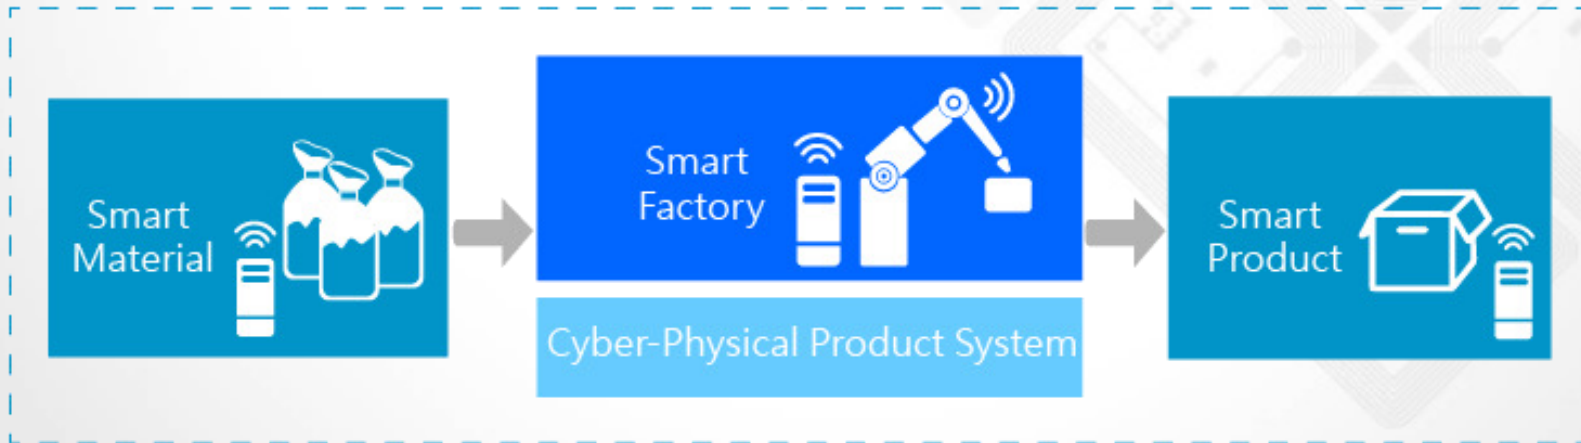 Smart
Material
Smart
Factory
Cyber-Physical Product System
Smart
Product